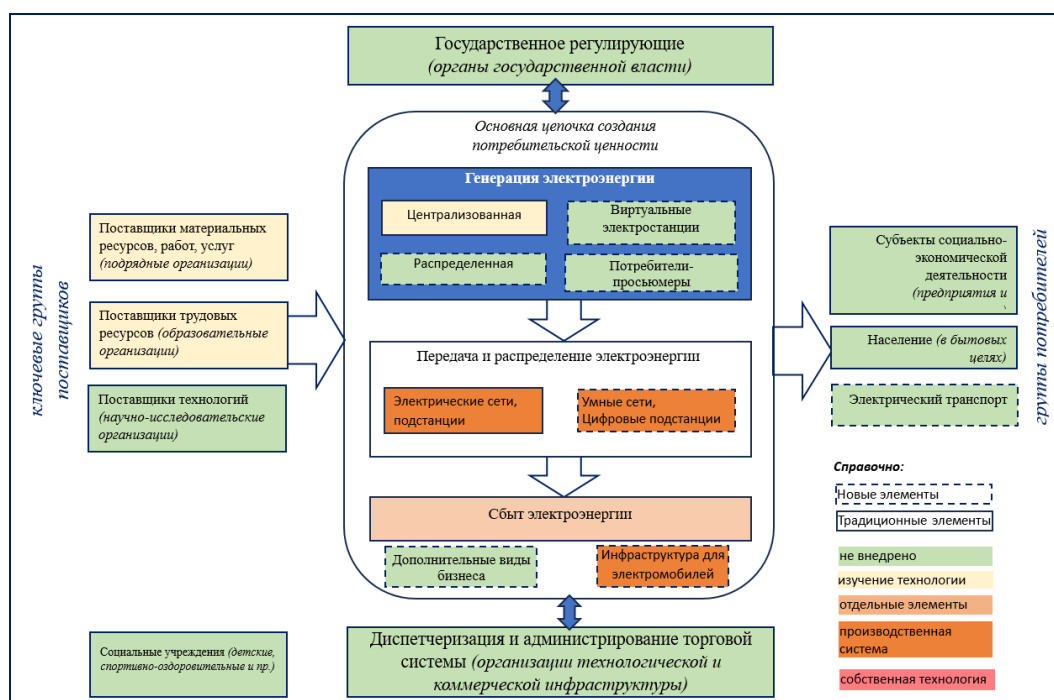 Государственное регулирующие
(органы государственной власти)
Основная цепочка создания
потребительской ценности
Генерация электроэнергии
Централизованная
Виртуальные
электростанции
Распределенная
Потребители-
просьюмеры
ключевые группы
поставщиков
Поставщики материальных
ресурсов, работ, услуг
(подрядные организации)
Поставщики трудовых
ресурсов (образовательные
организации)
Поставщики технологий
(научно-исследовательские
организации)
Передача и распределение электроэнергии
Электрические сети,
подстанции
Умные сети,
Цифровые подстанции
Сбыт электроэнергии
Дополнительные виды
бизнеса
Инфраструктура для
электромобилей
Субъекты социально-
экономической
деятельности
(предприятия и
Население (в бытовых
целях)
Электрический транспорт
группы потребителей
Справочно:
Новые элементы
Традиционные элементы
не внедрено
изучение технологии
отдельные элементы
производственная
система
собственная технология
Социальные учреждения (детские,
спортивно-оздоровительные и пр.)
Диспетчеризация и администрирование торговой
системы (организации технологической и
коммерческой инфраструктуры)